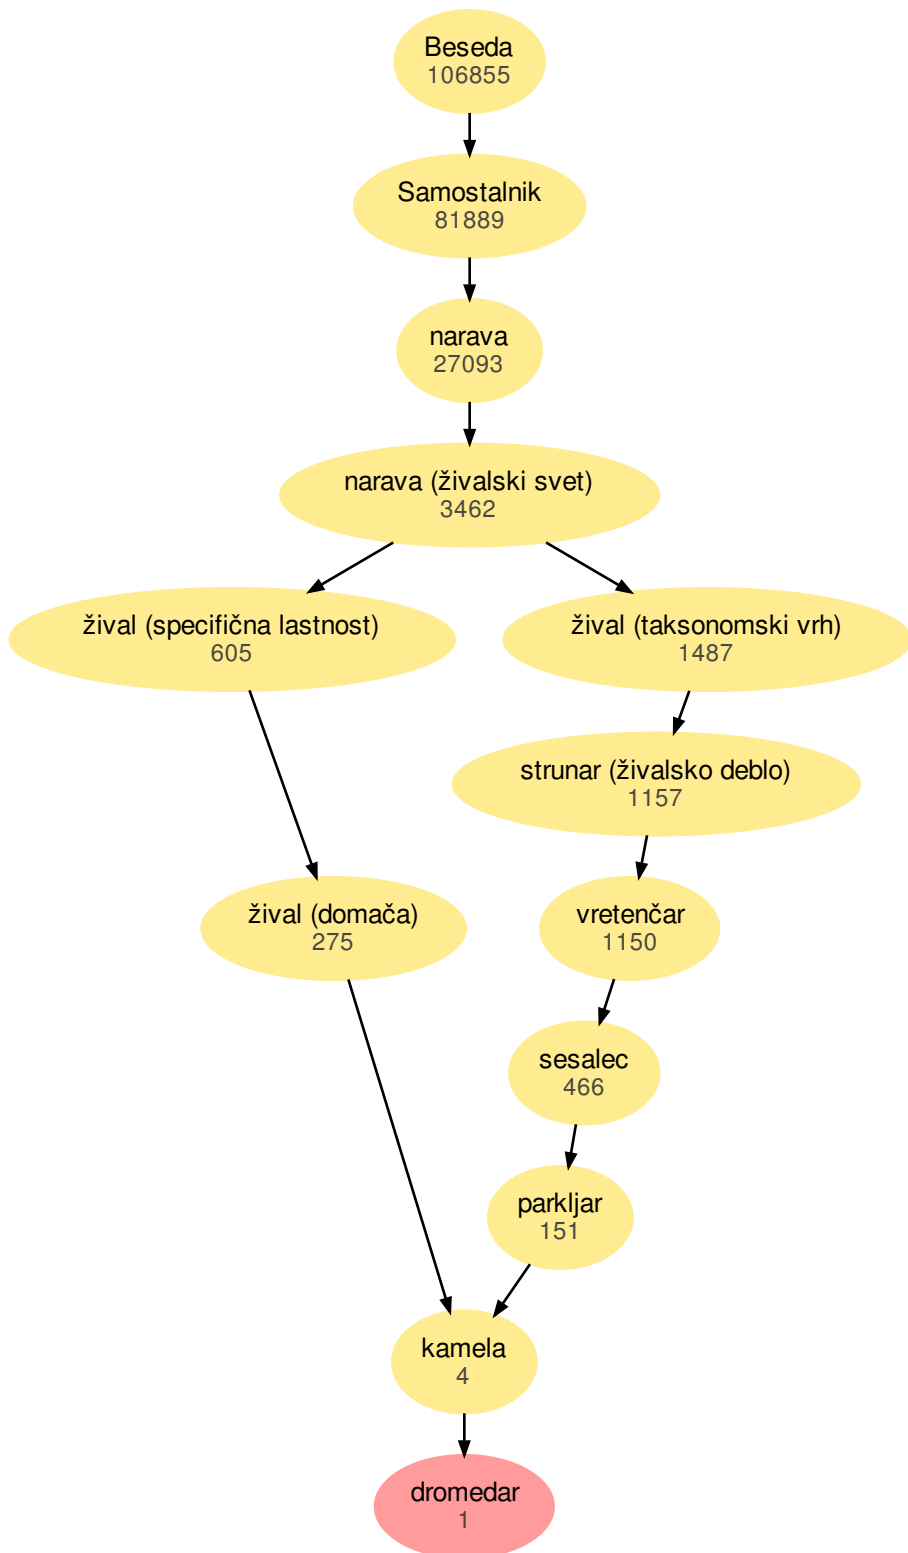 Beseda
106855
Samostalnik
81889
narava
27093
narava (živalski svet)
3462
žival (specifična lastnost)
605
žival (taksonomski vrh)
1487
strunar (živalsko deblo)
1157
žival (domača)
275
vretenčar
1150
sesalec
466
parkljar
151
kamela
4
dromedar
1